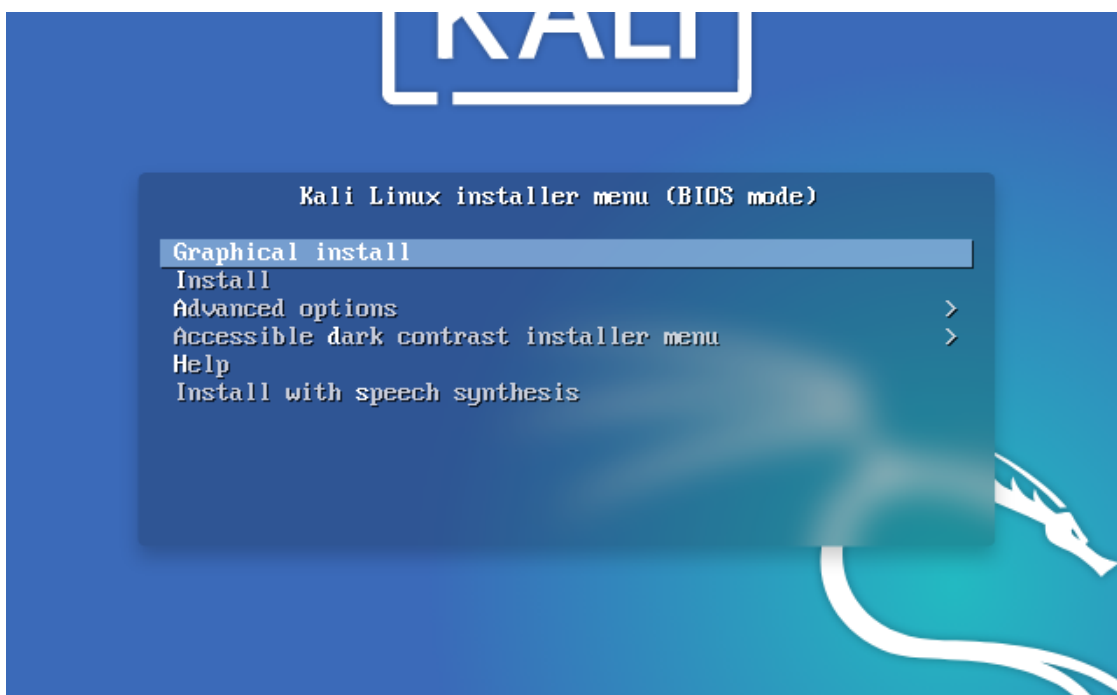 KALI
Kali Linux installer menu (BIOS mode)
Graphical install
Install
Advanced options >
Accessible dark contrast installer menu >
Help
Install with speech synthesis